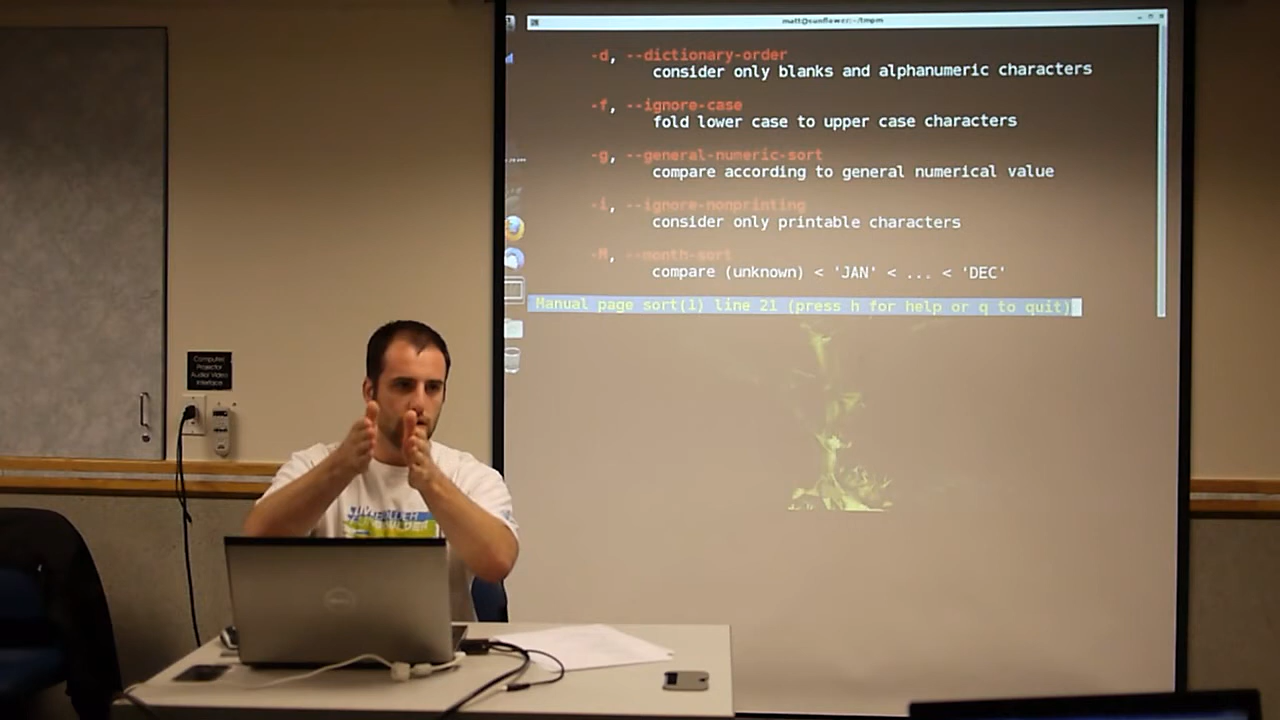 matt@sunflower:~/tmpm
-d, --dictionary-order
consider only blanks and alphanumeric characters
-f, --ignore-case
fold lower case to upper case characters
-g, --general-numeric-sort
compare according to general numerical value
-i, --ignore-nonprinting
consider only printable characters
-M, --month-sort
compare (unknown) < 'JAN' < ... < 'DEC'
Manual page sort(1) line 21 (press h for help or q to quit)
Computer
Projector
Audio/Video
Interface
DELL